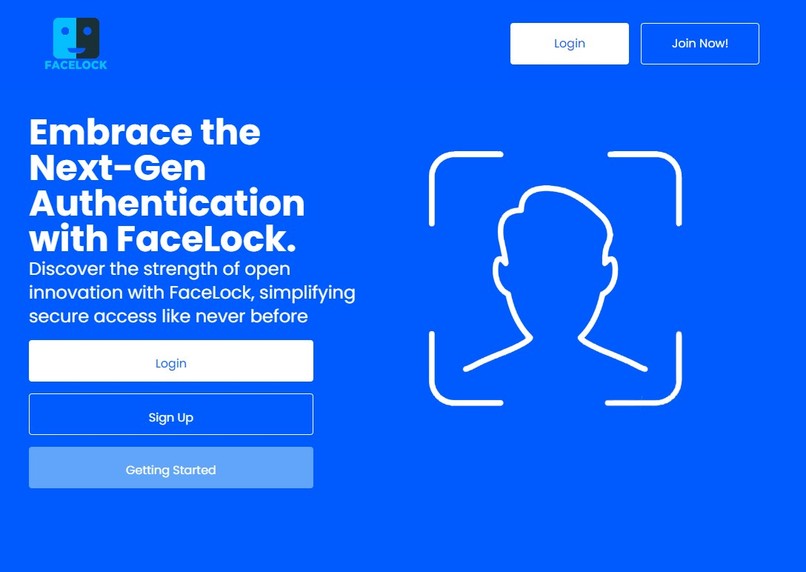 FACELOCK
Login
Join Now!
Embrace the
Next-Gen
Authentication
with FaceLock.
Discover the strength of open
innovation with FaceLock, simplifying
secure access like never before
Login
Sign Up
Getting Started